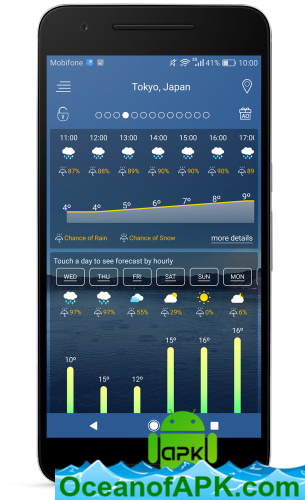 Mobifone 41% 10:00
Tokyo, Japan
AD
11:00 12:00 13:00 14:00 15:00 16:00 17:0
87% 88% 89% 90% 90% 90% 89
4° 4° 5° 6° 7° 8° 9°
Chance of Rain Chance of Snow more details
Touch a day to see forecast by hourly
WED THU FRI SAT SUN MON
97% 97% 55% 29% 0% 6%
10° 15° 12° 15° 16° 16°
apk
OceanofAPK.com